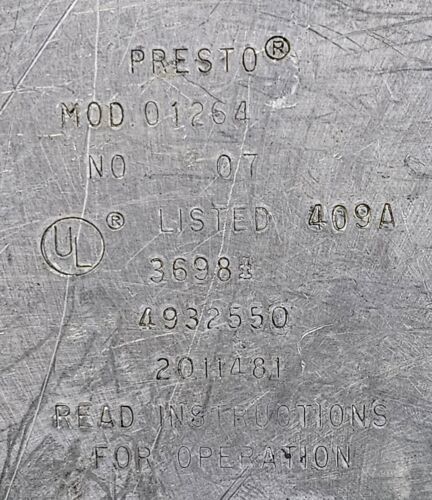 PRESTO®
MOD 01264
NO 07
UL® LISTED 409A
3698‡
4932550
2011481
READ INSTRUCTIONS
FOR OPERATION